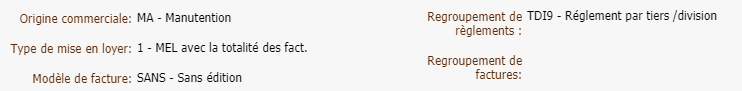 Origine commerciale: MA - Manutention
Type de mise en loyer: 1 - MEL avec la totalité des fact.
Modèle de facture: SANS - Sans édition
Regroupement de TDI9 - Réglement par tiers /division
règlements :
Regroupement de
factures: